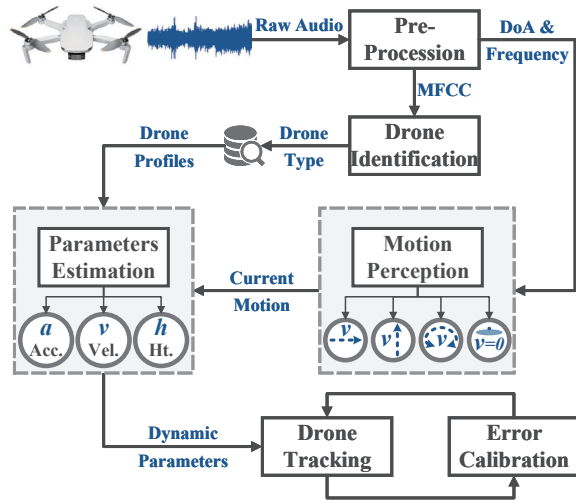 Raw Audio
Pre-
Procession
DoA &
Frequency
MFCC
Drone
Identification
Drone
Type
Drone
Profiles
Parameters
Estimation
a
Acc.
v
Vel.
h
Ht.
Current
Motion
Motion
Perception
v
v
v
v=0
Dynamic
Parameters
Drone
Tracking
Error
Calibration